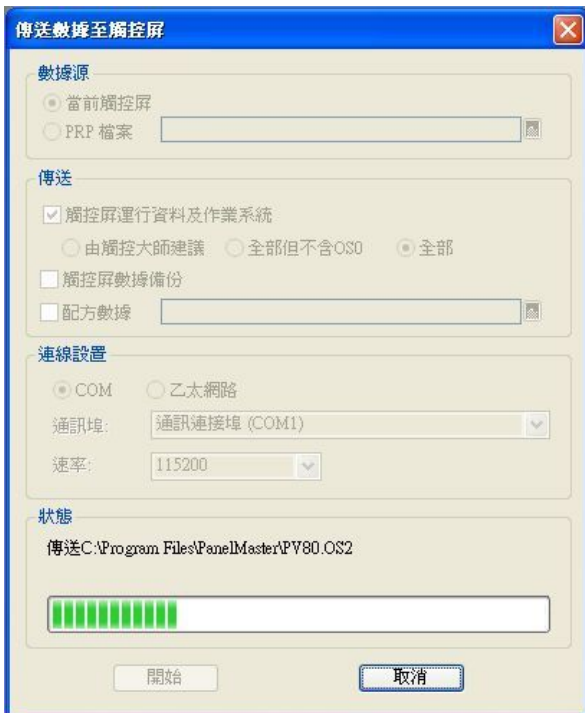 傳送數據至觸控屏
數據源
當前觸控屏
PRP 檔案
傳送
觸控屏運行資料及作業系統
由觸控大師建議 全部但不含OS0 全部
觸控屏數據備份
配方數據
連線設置
COM 乙太網路
通訊埠: 通訊連接埠 (COM1)
速率: 115200
狀態
傳送C:\Program Files\PanelMaster\PV80.OS2
開始 取消